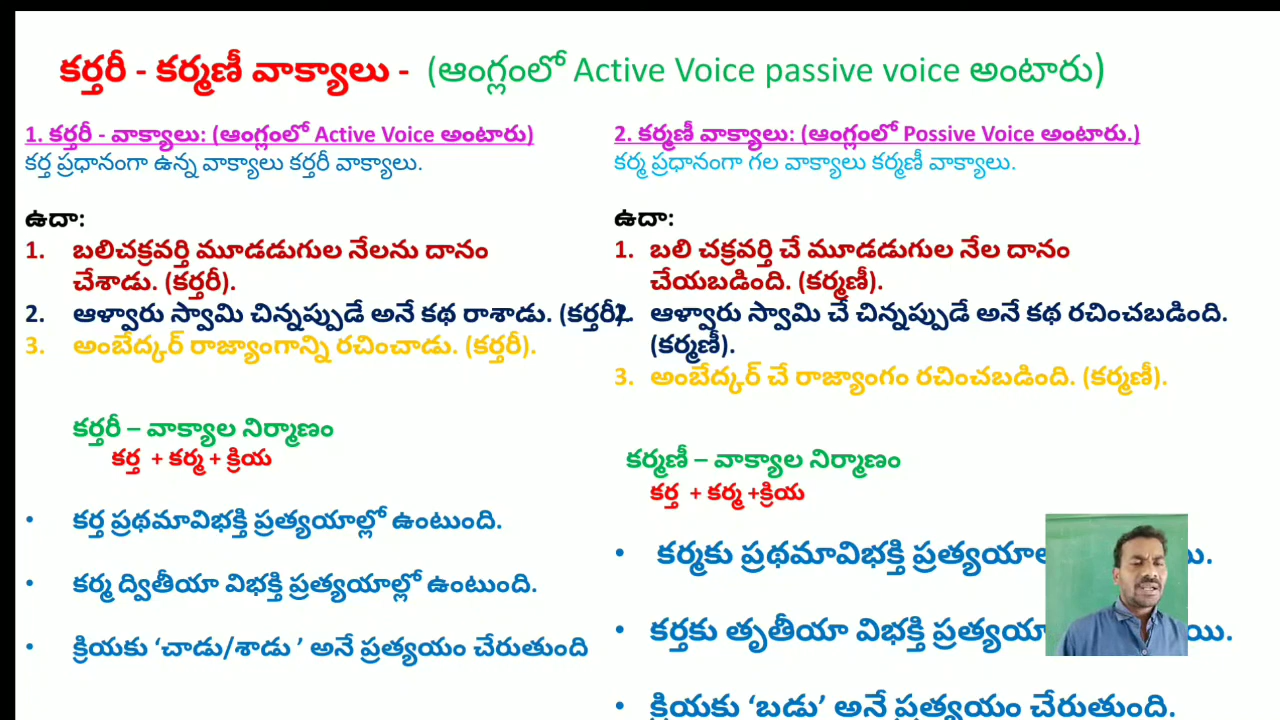 కర్తరీ - కర్మణీ వాక్యాలు - (ఆంగ్లంలో Active Voice passive voice అంటారు)
1. కర్తరీ - వాక్యాలు: (ఆంగ్లంలో Active Voice అంటారు)
కర్త ప్రధానంగా ఉన్న వాక్యాలు కర్తరీ వాక్యాలు.
ఉదా:
1. బలిచక్రవర్తి మూడడుగుల నేలను దానం
చేశాడు. (కర్తరీ).
2. ఆళ్వారు స్వామి చిన్నప్పుడే అనే కథ రాశాడు. (కర్తరీ).
3. అంబేద్కర్ రాజ్యాంగాన్ని రచించాడు. (కర్తరీ).
కర్తరీ – వాక్యాల నిర్మాణం
కర్త + కర్మ + క్రియ
• కర్త ప్రథమావిభక్తి ప్రత్యయాల్లో ఉంటుంది.
• కర్మ ద్వితీయా విభక్తి ప్రత్యయాల్లో ఉంటుంది.
• క్రియకు ‘చాడు/శాడు ’ అనే ప్రత్యయం చేరుతుంది
2. కర్మణీ వాక్యాలు: (ఆంగ్లంలో Possive Voice అంటారు.)
కర్మ ప్రధానంగా గల వాక్యాలు కర్మణీ వాక్యాలు.
ఉదా:
1. బలి చక్రవర్తి చే మూడడుగుల నేల దానం
చేయబడింది. (కర్మణీ).
2. ఆళ్వారు స్వామి చే చిన్నప్పుడే అనే కథ రచించబడింది.
(కర్మణీ).
3. అంబేద్కర్ చే రాజ్యాంగం రచించబడింది. (కర్మణీ).
కర్మణీ – వాక్యాల నిర్మాణం
కర్త + కర్మ +క్రియ
• కర్మకు ప్రథమావిభక్తి
• కర్తకు తృతీయా విభక్తి
• క్రియకు ‘బడు’ అనే ప్రత్యయం చేరుతుంది.